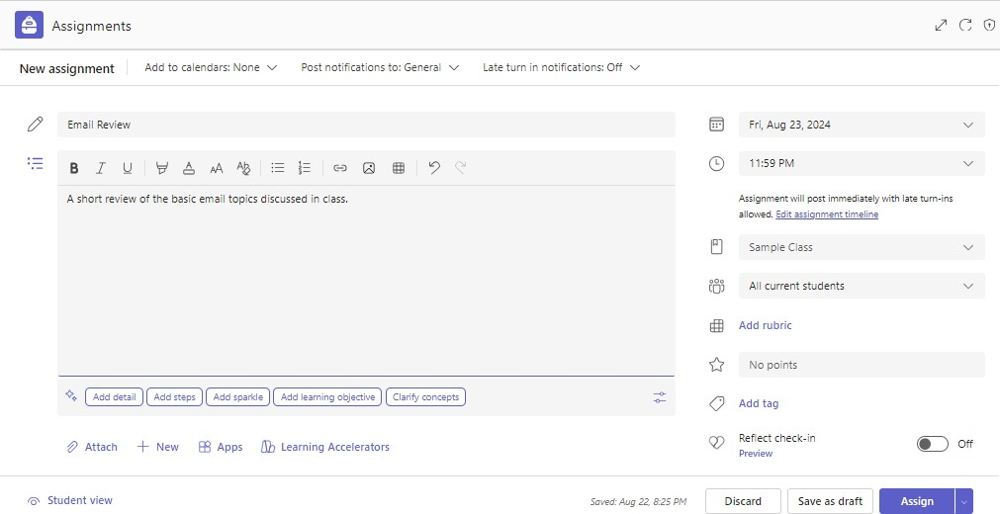 Assignments
New assignment
Add to calendars: None
Post notifications to: General
Late turn in notifications: Off
Email Review
B I U A AA Ab
A short review of the basic email topics discussed in class.
Add detail
Add steps
Add sparkle
Add learning objective
Clarify concepts
Attach
New
Apps
Learning Accelerators
Fri, Aug 23, 2024
11:59 PM
Assignment will post immediately with late turn-ins
allowed. Edit assignment timeline
Sample Class
All current students
Add rubric
No points
Add tag
Reflect check-in
Off
Preview
Student view
Saved: Aug 22, 8:25 PM
Discard
Save as draft
Assign